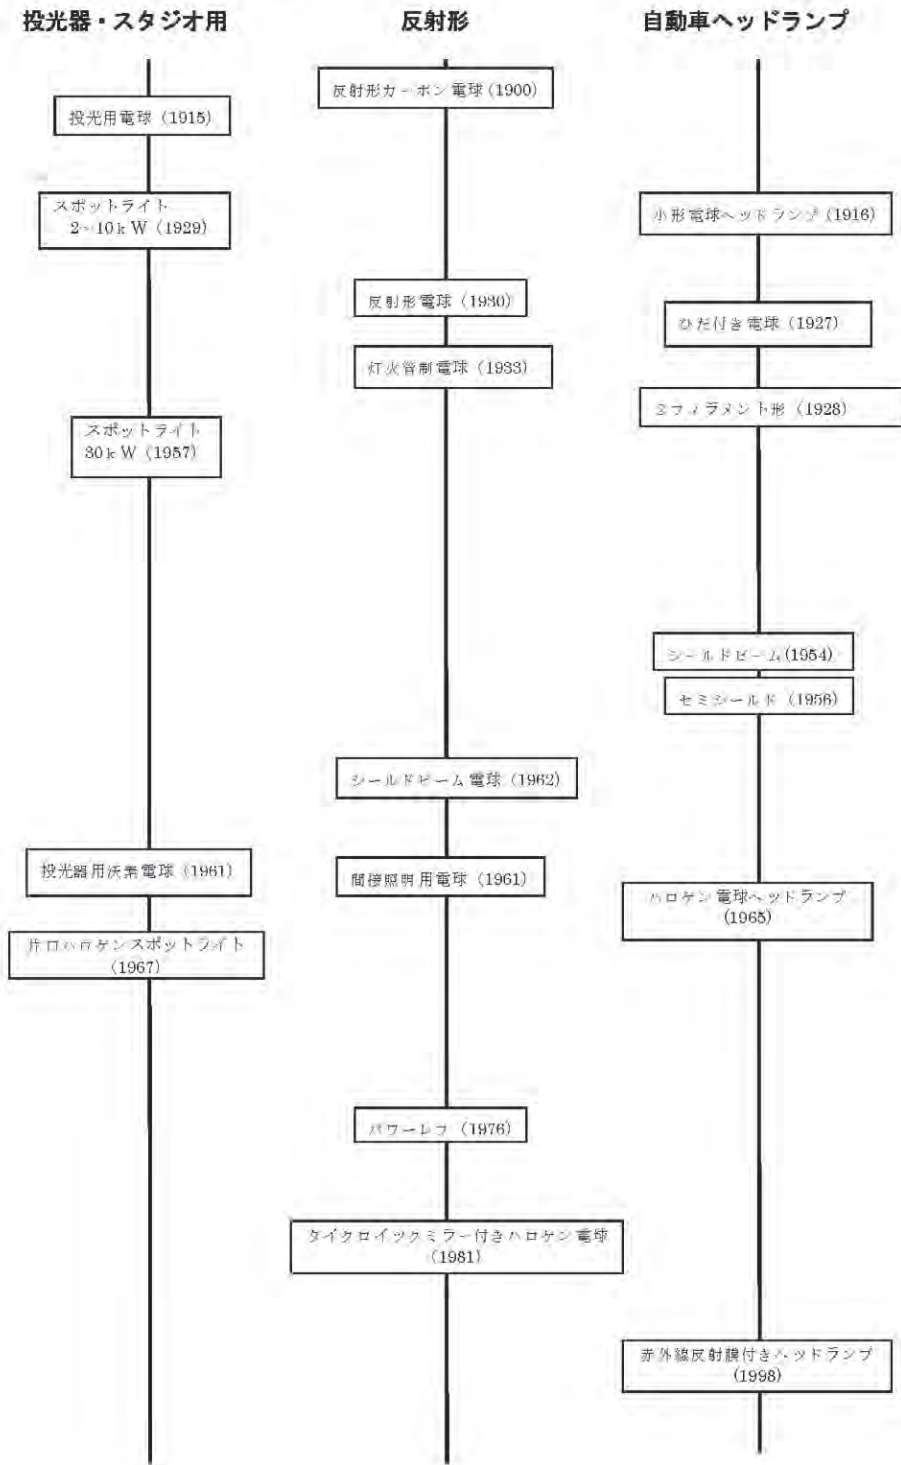 投光器・スタジオ用
投光用電球（1915）
スポットライト
2~10kW（1929）
スポットライト
30kW（1957）
投光器用沃素電球（1961）
片口ハロゲンスポットライト
（1967）
反射形
反射形カーボン電球（1900）
反射形電球（1930）
灯火管制電球（1933）
シールドビーム電球（1962）
間接照明用電球（1961）
パワーレフ（1976）
ダイクロイックミラー付きハロゲン電球
（1981）
自動車ヘッドランプ
小形電球ヘッドランプ（1916）
ひだ付き電球（1927）
2フィラメント形（1928）
シールドビーム（1954）
セミシールド（1956）
ハロゲン電球ヘッドランプ
（1965）
赤外線反射膜付きヘッドランプ
（1998）